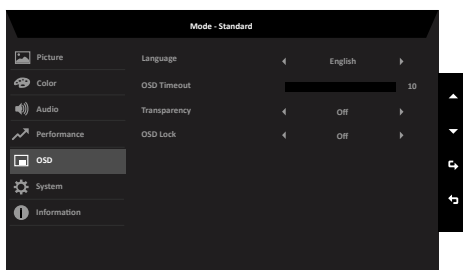 Mode - Standard
Picture
Language
English
Color
OSD Timeout
10
Audio
Transparency
Off
Performance
OSD Lock
Off
OSD
System
Information